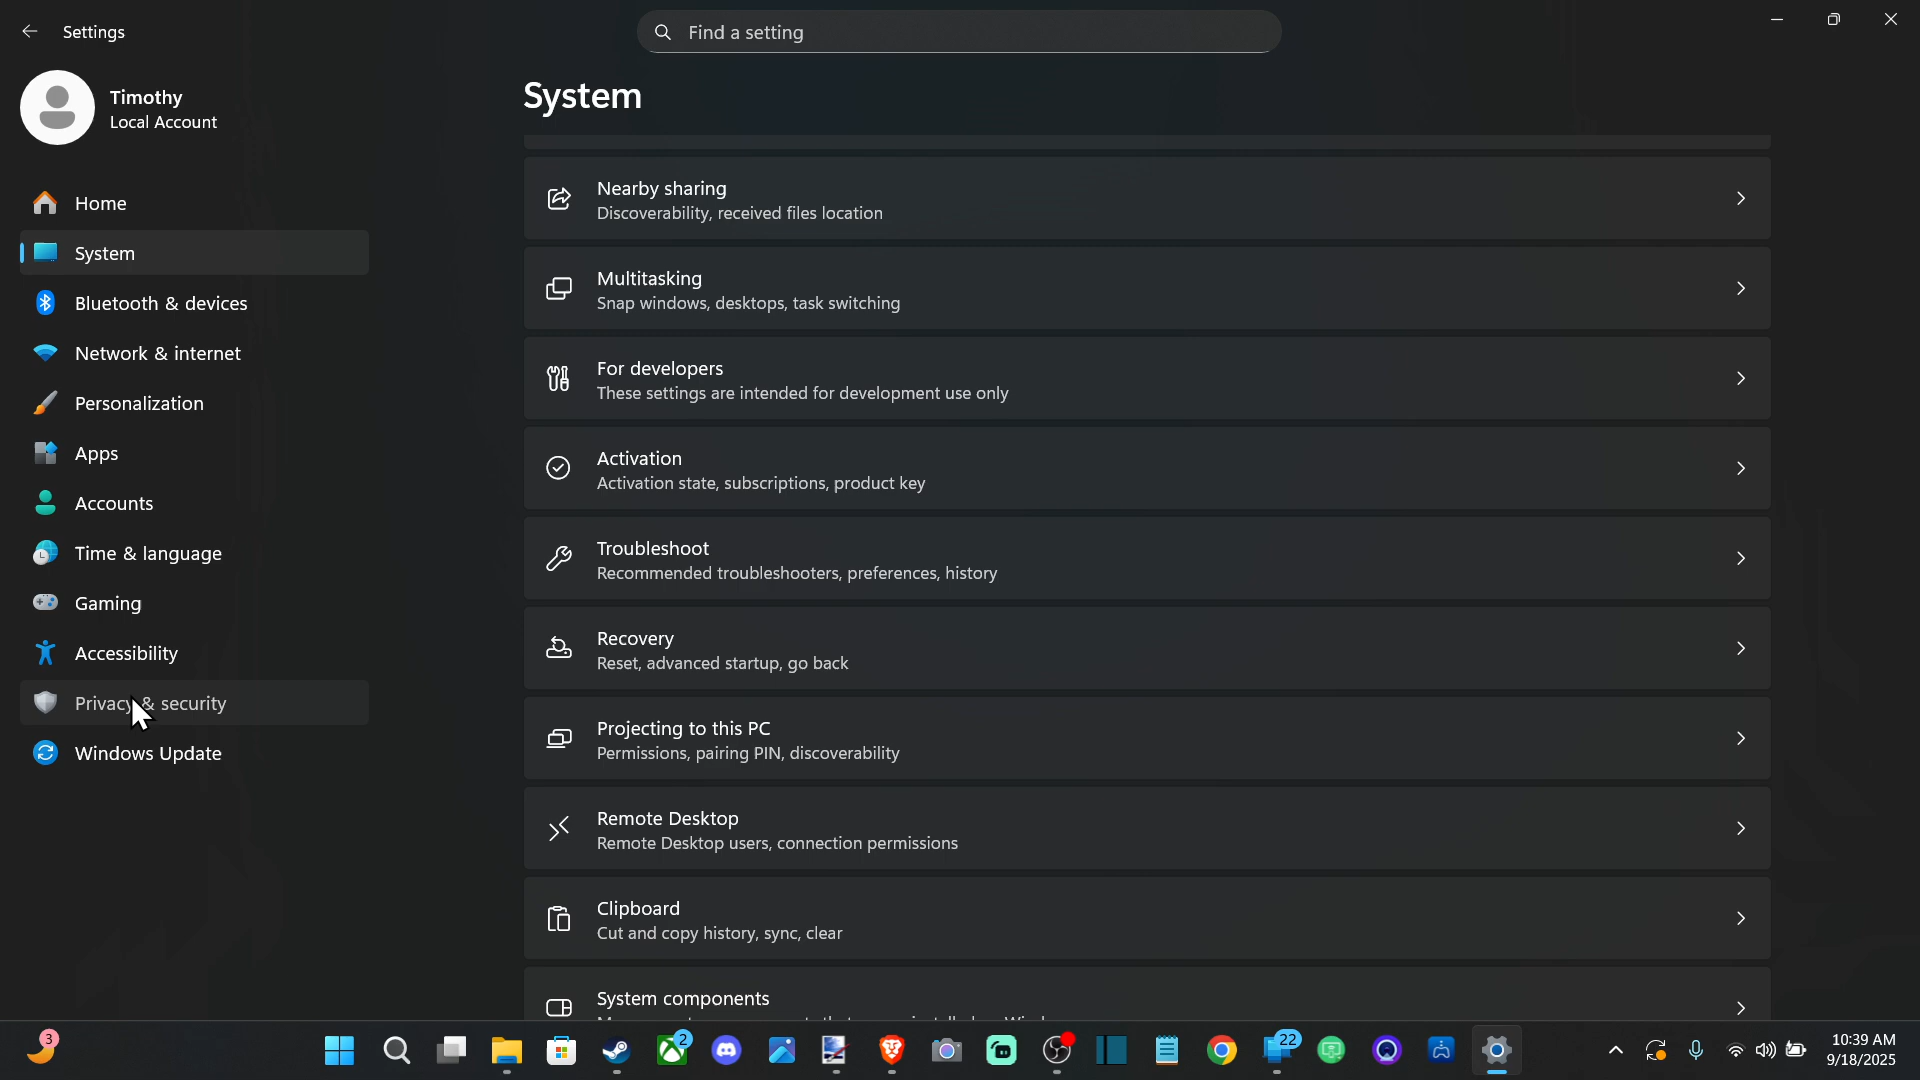 Settings
Find a setting
Timothy
Local Account
Home
System
Bluetooth & devices
Network & internet
Personalization
Apps
Accounts
Time & language
Gaming
Accessibility
Privacy & security
Windows Update
System
Nearby sharing
Discoverability, received files location
Multitasking
Snap windows, desktops, task switching
For developers
These settings are intended for development use only
Activation
Activation state, subscriptions, product key
Troubleshoot
Recommended troubleshooters, preferences, history
Recovery
Reset, advanced startup, go back
Projecting to this PC
Permissions, pairing PIN, discoverability
Remote Desktop
Remote Desktop users, connection permissions
Clipboard
Cut and copy history, sync, clear
System components
3
2
22
10:39 AM
9/18/2025